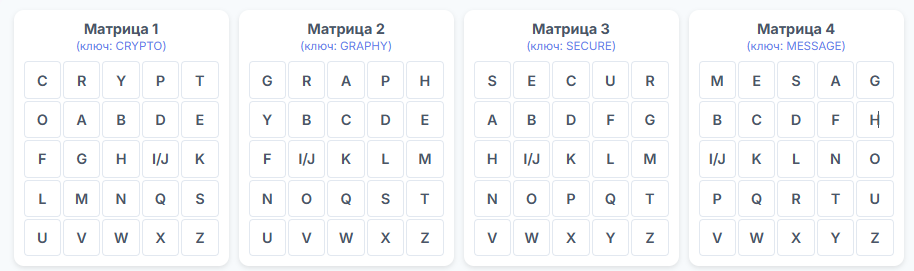 Матрица 1
(ключ: CRYPTO)
C R Y P T
O A B D E
F G H I/J K
L M N Q S
U V W X Z
Матрица 2
(ключ: GRAPHY)
G R A P H
Y B C D E
F I/J K L M
N O Q S T
U V W X Z
Матрица 3
(ключ: SECURE)
S E C U R
A B D F G
H I/J K L M
N O P Q T
V W X Y Z
Матрица 4
(ключ: MESSAGE)
M E S A G
B C D F H
I/J K L N O
P Q R T U
V W X Y Z